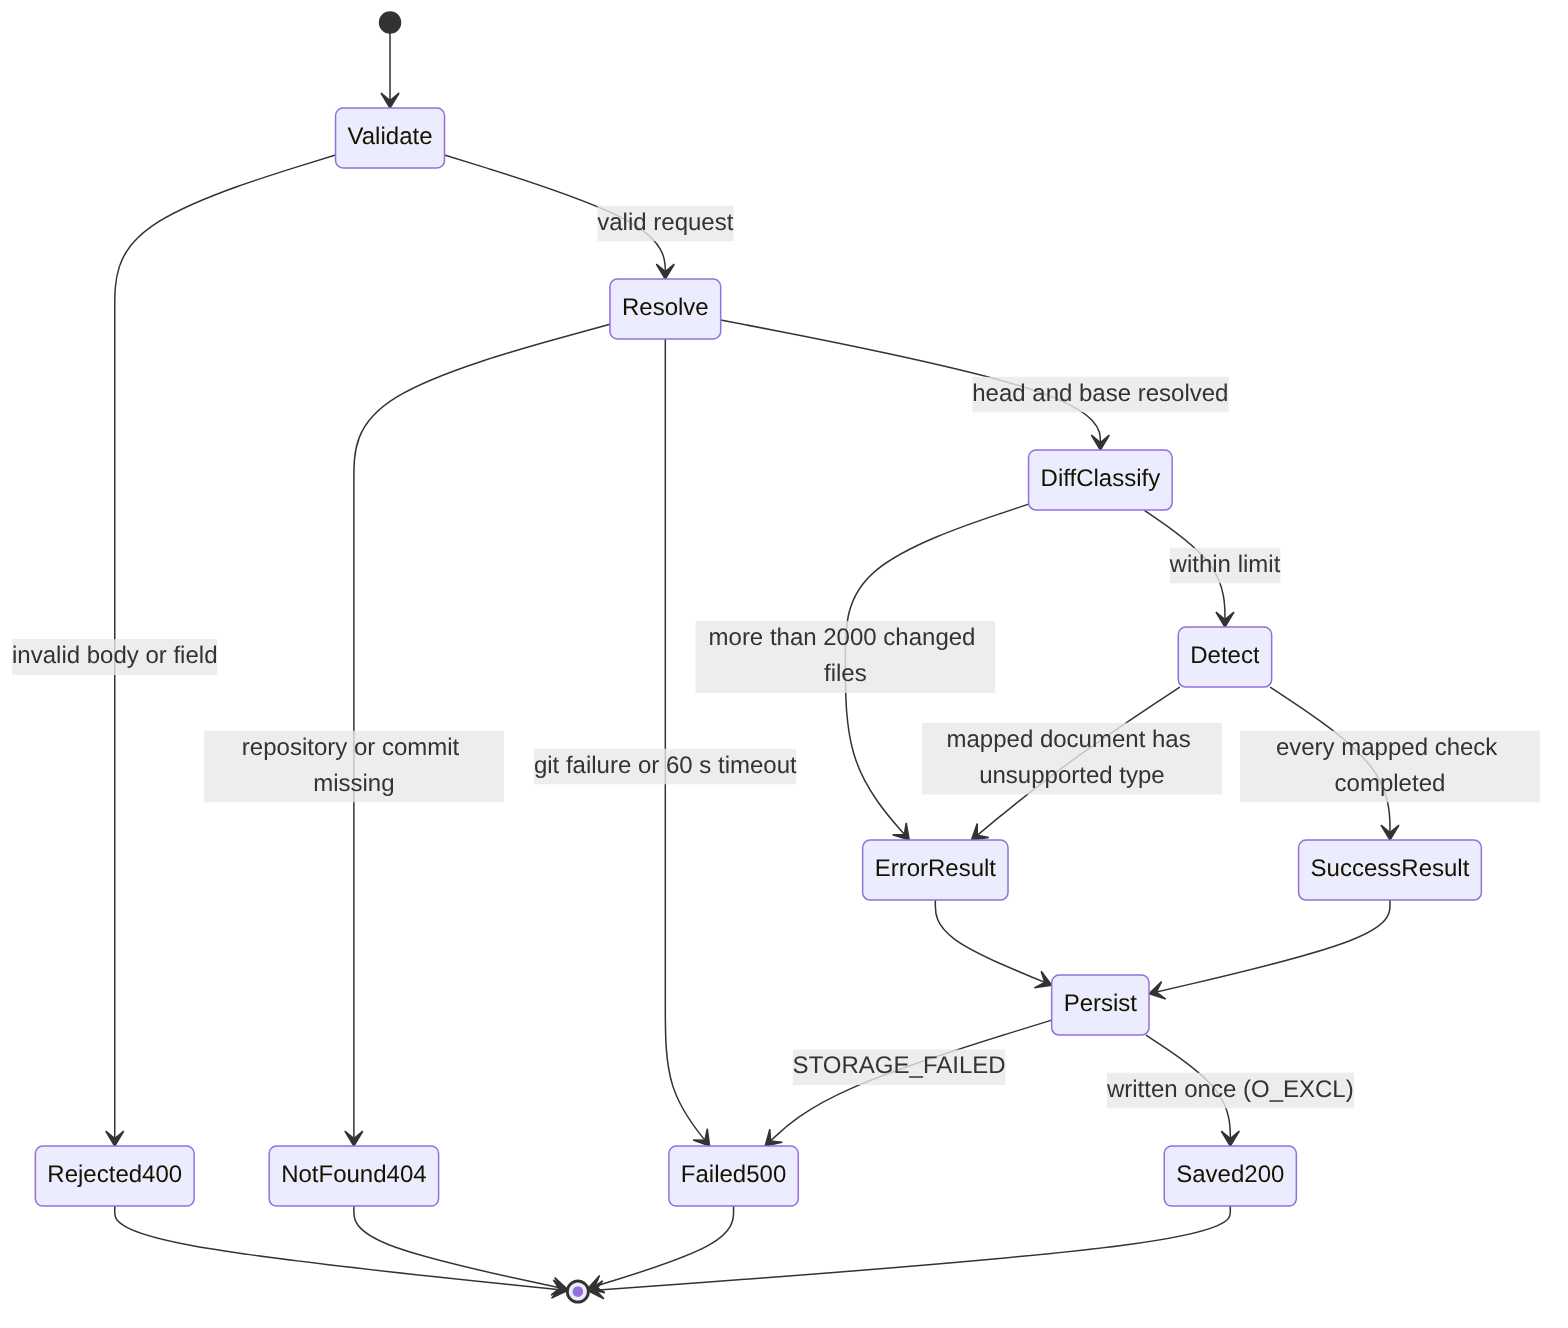 Validate
valid request
Resolve
head and base resolved
DiffClassify
within limit
more than 2000 changed
files
invalid body or field
Detect
repository or commit
missing
git failure or 60 s timeout
mapped document has
unsupported type
every mapped check
completed
ErrorResult
SuccessResult
Persist
STORAGE_FAILED
written once (O_EXCL)
Rejected400
NotFound404
Failed500
Saved200